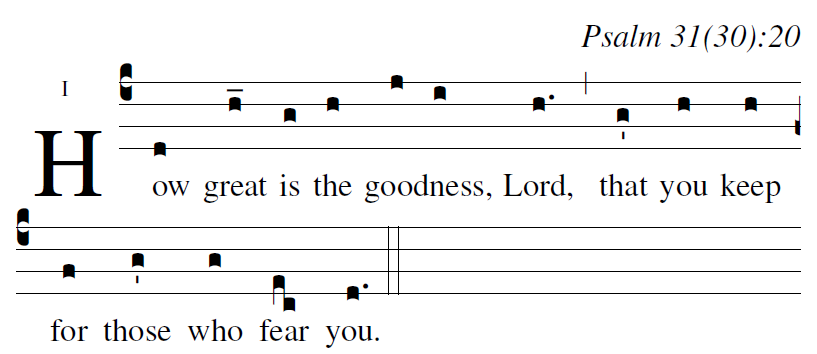 Psalm 31(30):20
I
How great is the goodness, Lord, that you keep
for those who fear you.